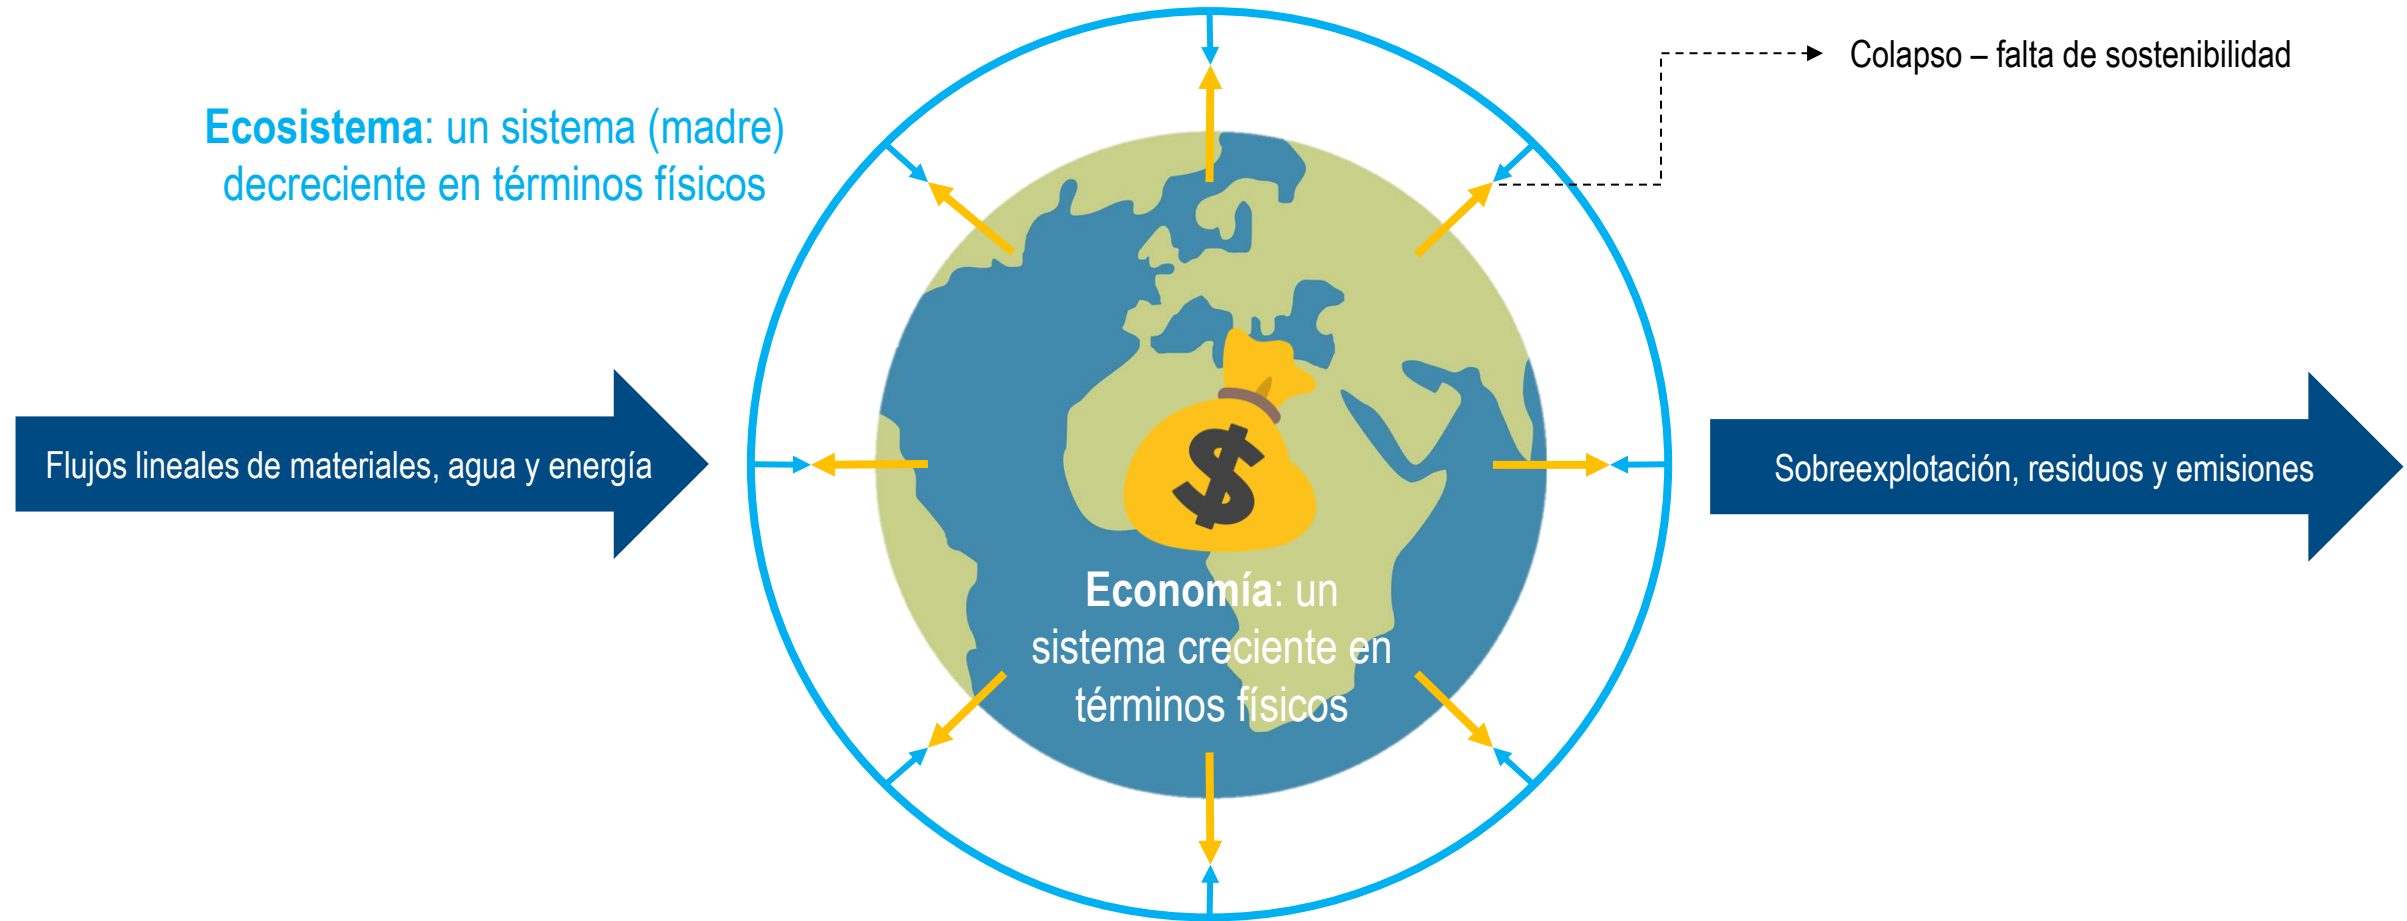 Colapso – falta de sostenibilidad
Ecosistema: un sistema (madre)
decreciente en términos físicos
Flujos lineales de materiales, agua y energía
$
Economía: un
sistema creciente en
términos físicos
Sobreexplotación, residuos y emisiones